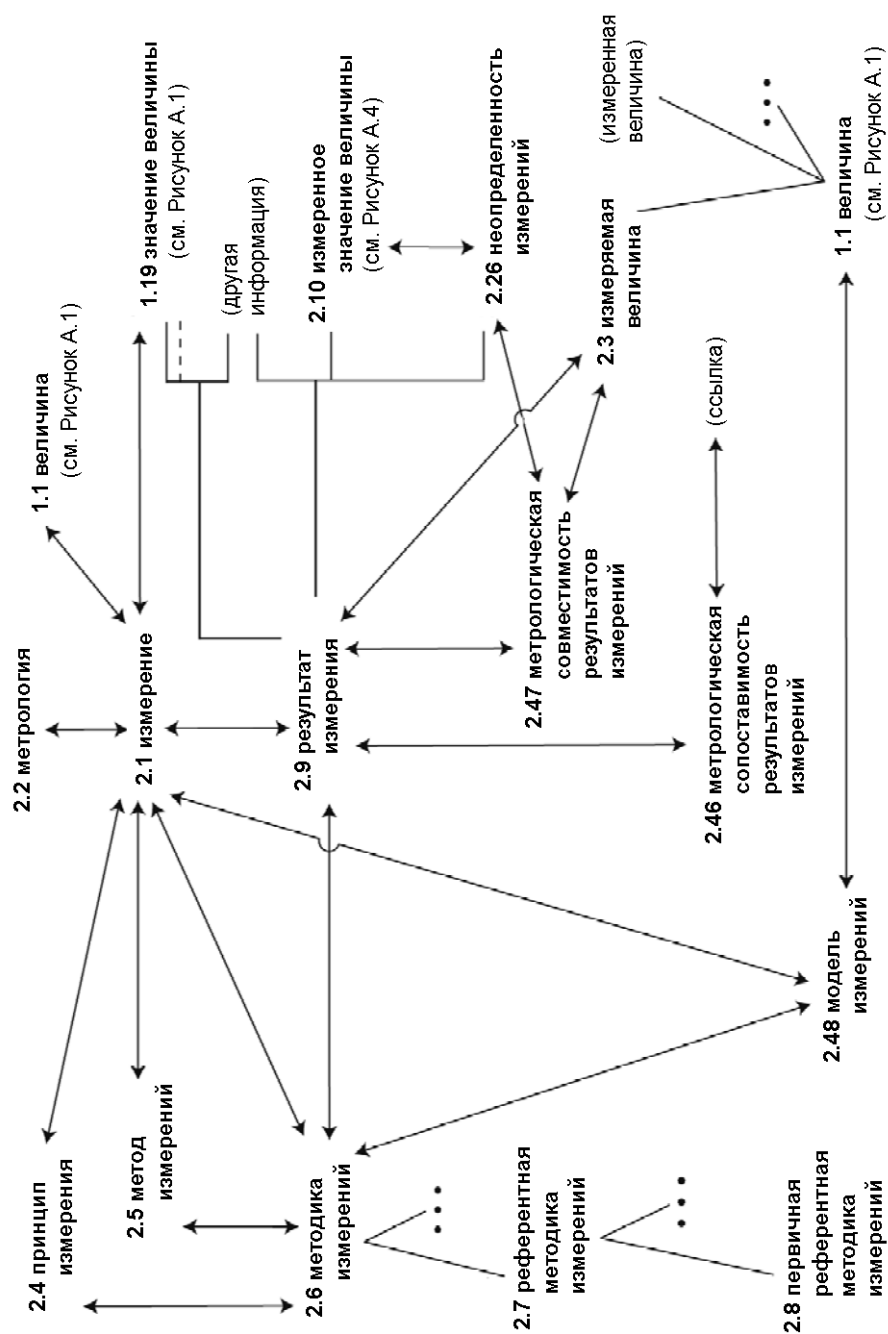 2.2 метрология
1.1 величина
(см. Рисунок А.1)
2.4 принцип
измерения
2.1 измерение
1.19 значение величины
(см. Рисунок А.1)
2.5 метод
измерений
(другая
информация)
2.6 методика
измерений
2.9 результат
измерения
2.10 измеренное
значение величины
(см. Рисунок А.4)
2.26 неопределенность
измерений
2.7 референтная
методика
измерений
2.47 метрологическая
совместимость
результатов
измерений
2.3 измеряемая
величина
(измеренная
величина)
2.46 метрологическая
сопоставимость
результатов
измерений
(ссылка)
2.8 первичная
референтная
методика
измерений
2.48 модель
измерений
1.1 величина
(см. Рисунок А.1)